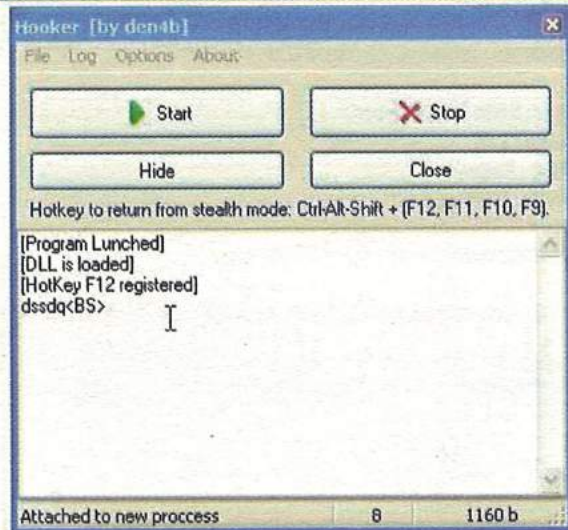 Hooker [by den4b]
File Log Options About
Start
Stop
Hide
Close
Hotkey to return from stealth mode: Ctrl-Alt-Shift + (F12, F11, F10, F9).
[Program Lunched]
[DLL is loaded]
[HotKey F12 registered]
dssdq<BS>
Attached to new proccess 8 1160 b